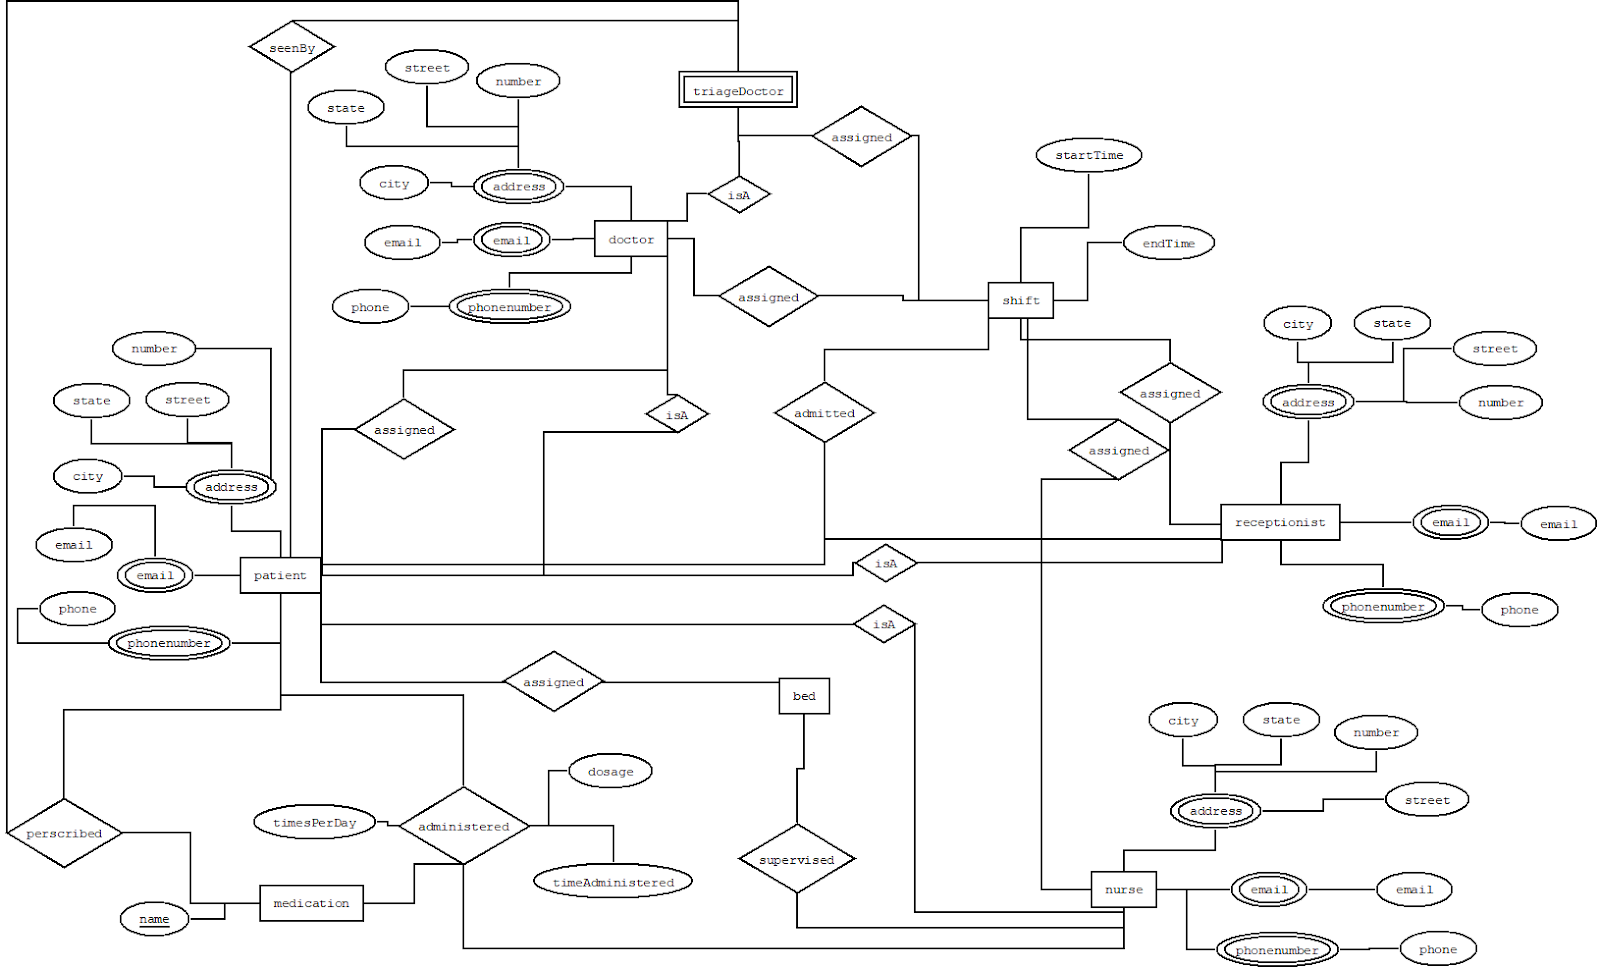 seenBy
street
number
state
triageDoctor
assigned
startTime
city
address
isA
email
email
doctor
endTime
phone
phonenumber
assigned
shift
number
city
state
street
state
street
assigned
isA
admitted
assigned
address
number
assigned
city
address
receptionist
email
email
email
email
patient
isA
phone
phonenumber
phonenumber
phone
isA
assigned
bed
city
state
number
dosage
street
perscribed
timesPerDay
administered
address
supervised
timeAdministered
medication
name
nurse
email
email
phonenumber
phone